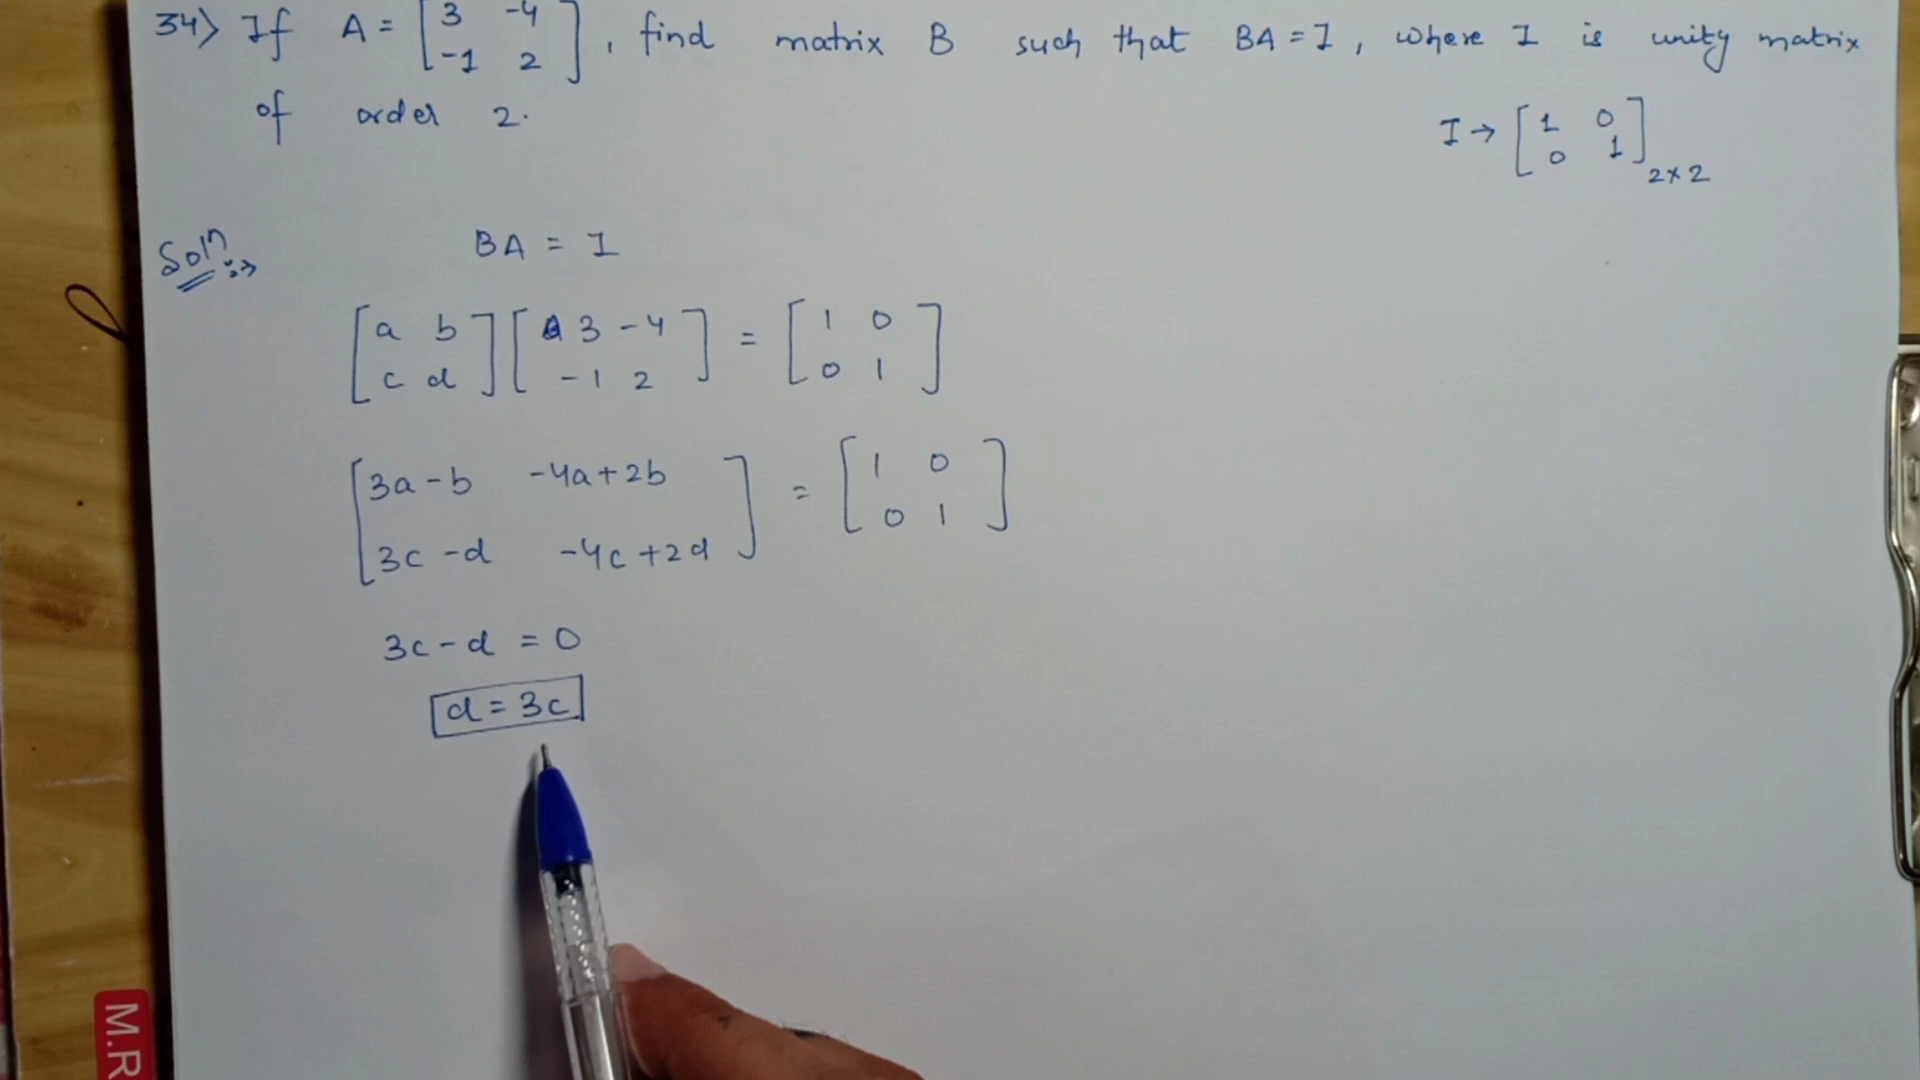 34) If A = [3 -4
-1 2], find matrix B such that BA = I, where I is unity matrix
of order 2.
I → [1 0
0 1]2×2
Soln :→
BA = I
[a b] [3 -4] = [1 0]
[c d] [-1 2] [0 1]
[3a - b -4a + 2b] = [1 0]
[3c - d -4c + 2d] [0 1]
3c - d = 0
d = 3c
M.R